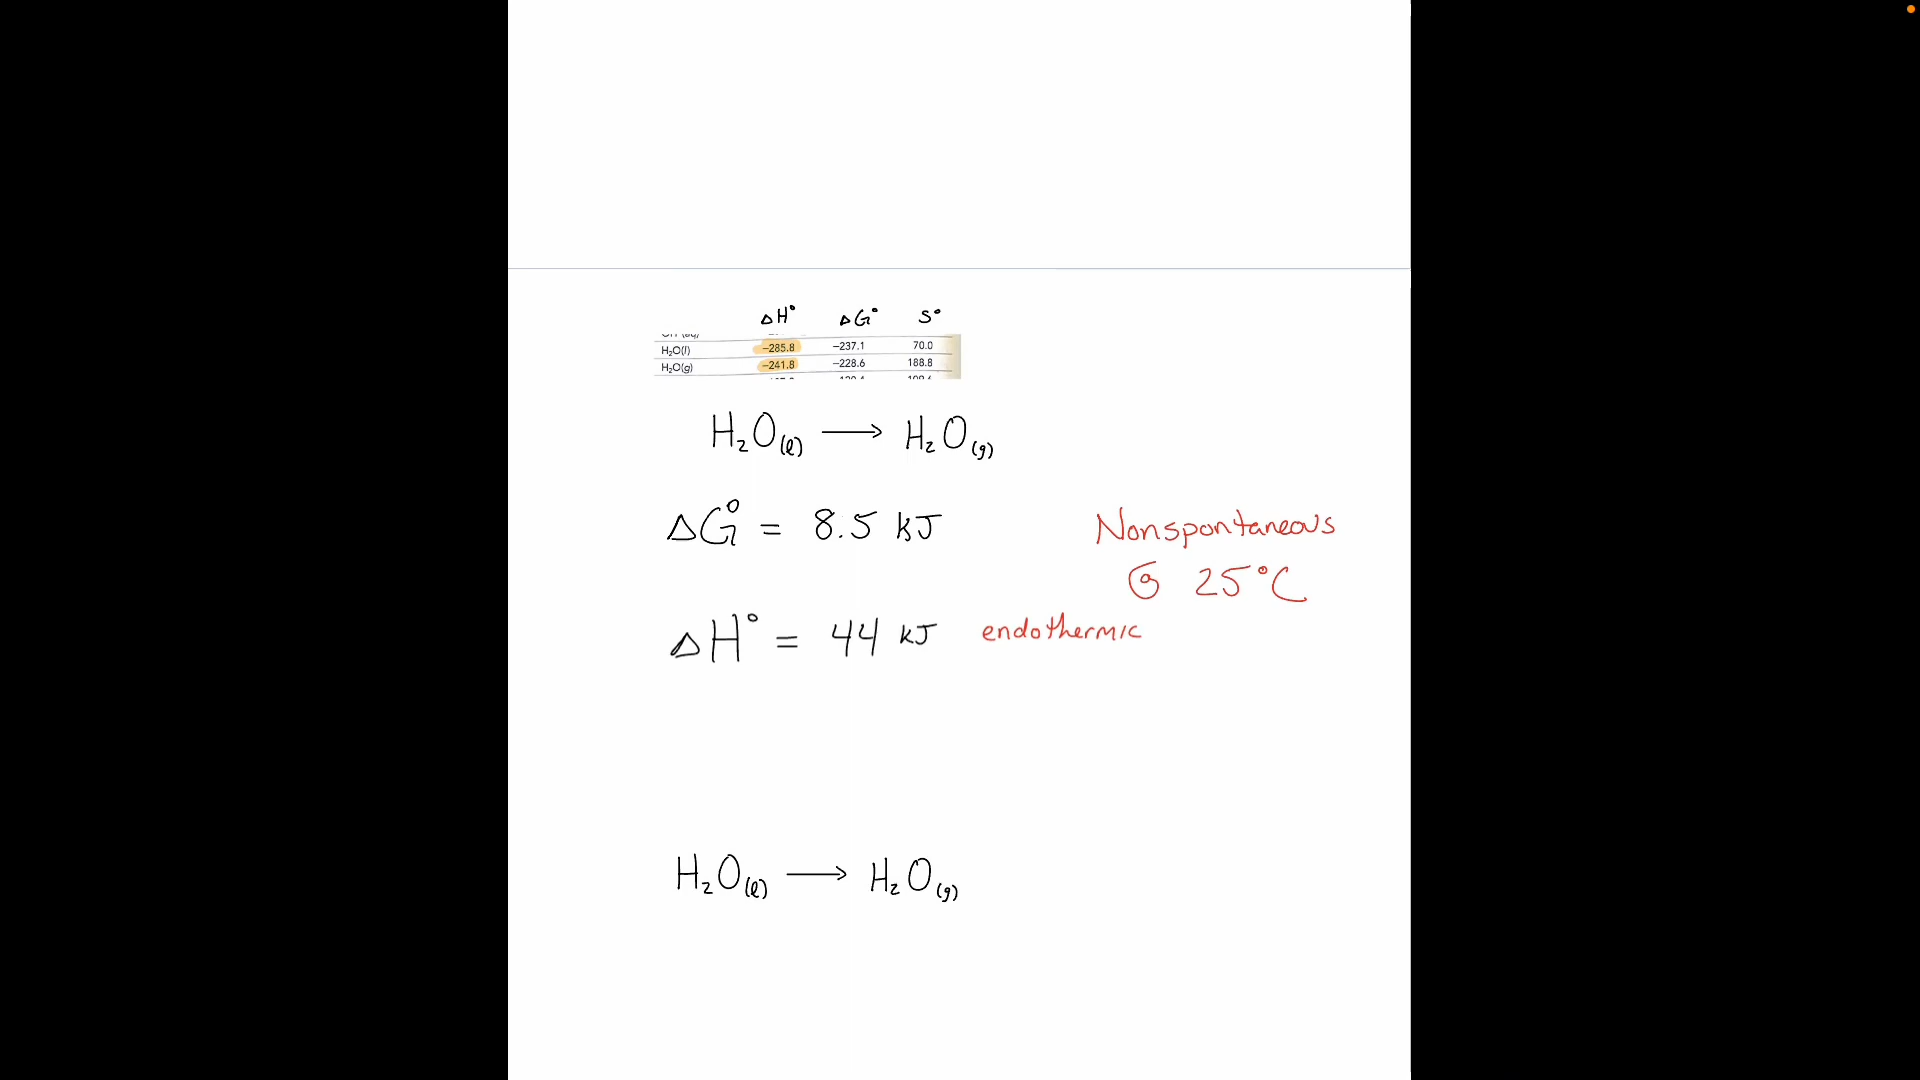 ΔH° ΔG° S°
H₂O(l) −285.8 −237.1 70.0
H₂O(g) −241.8 −228.6 188.8
H₂O(l) ⟶ H₂O(g)
ΔG° = 8.5 kJ
Nonspontaneous
@ 25°C
ΔH° = 44 kJ endothermic
H₂O(l) ⟶ H₂O(g)